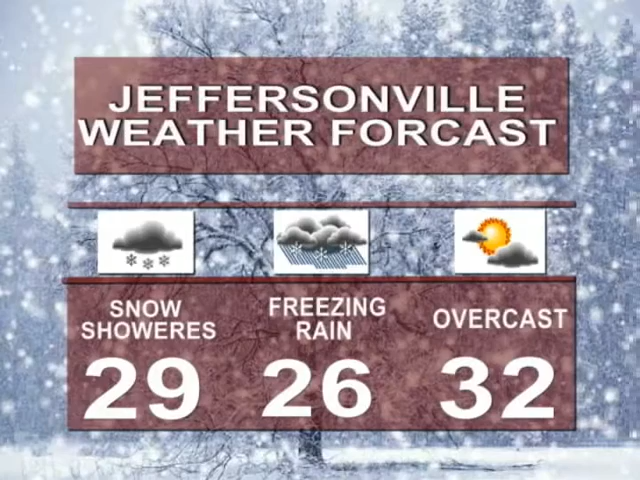 JEFFERSONVILLE
WEATHER FORCAST
SNOW
SHOWERES
FREEZING
RAIN
OVERCAST
29
26
32